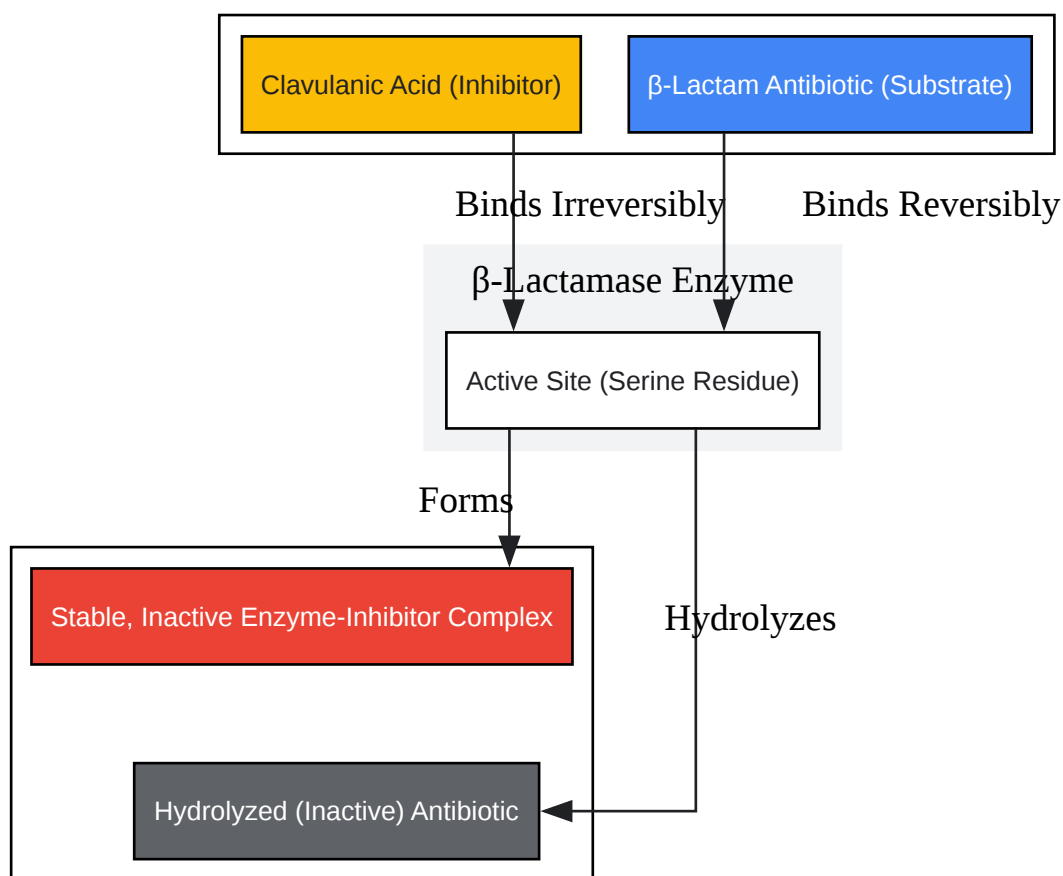 Clavulanic Acid (Inhibitor)
β-Lactam Antibiotic (Substrate)
Binds Irreversibly
Binds Reversibly
β-Lactamase Enzyme
Active Site (Serine Residue)
Forms
Stable, Inactive Enzyme-Inhibitor Complex
Hydrolyzes
Hydrolyzed (Inactive) Antibiotic